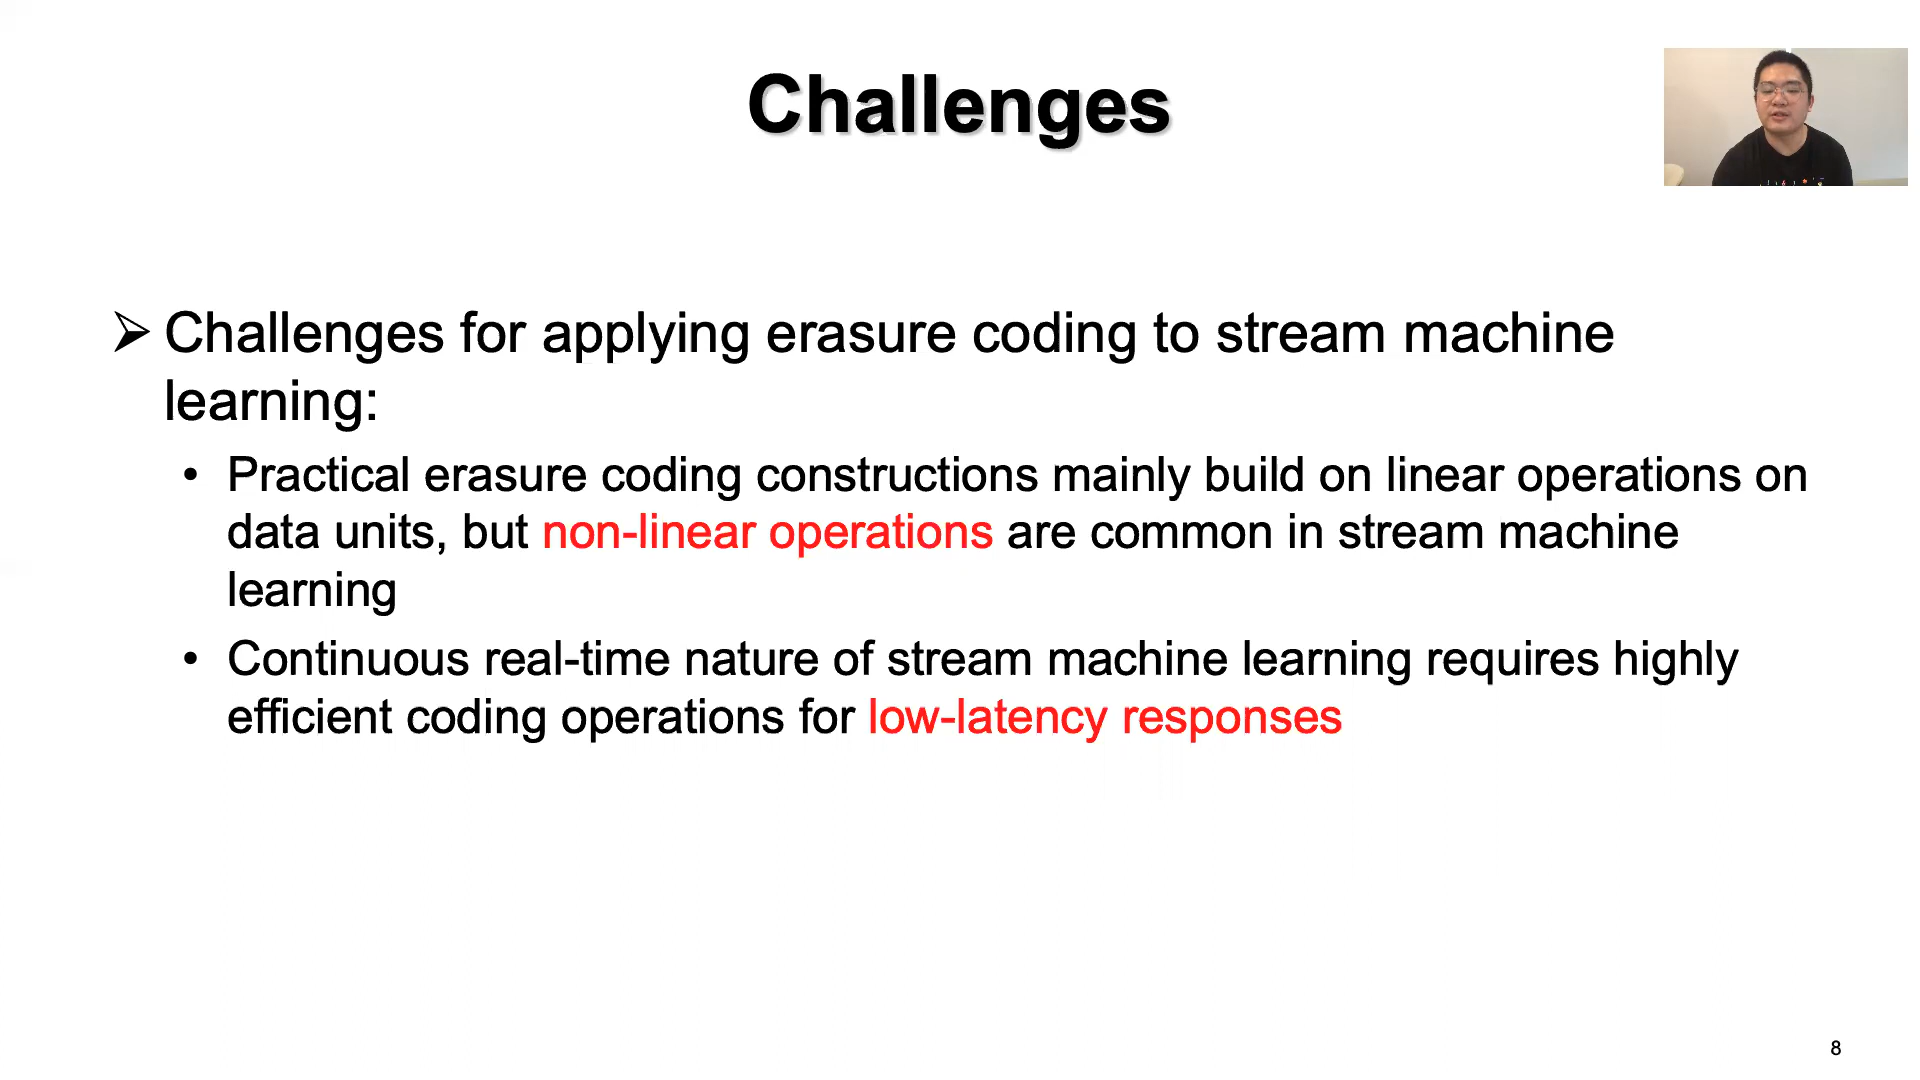 Challenges
➢ Challenges for applying erasure coding to stream machine
learning:
• Practical erasure coding constructions mainly build on linear operations on
data units, but non-linear operations are common in stream machine
learning
• Continuous real-time nature of stream machine learning requires highly
efficient coding operations for low-latency responses
8